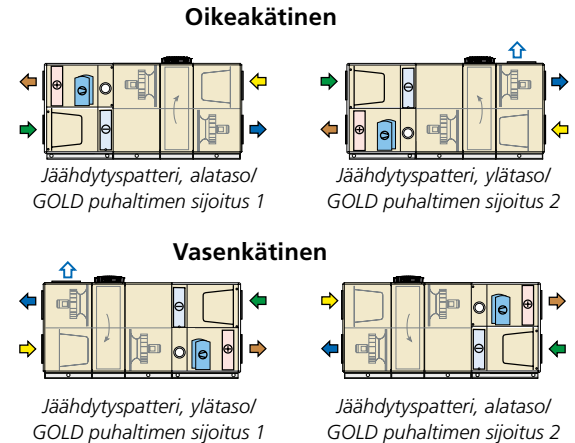 Oikeakätinen
Jäähdytyspatteri, alataso/
GOLD puhaltimen sijoitus 1
Jäähdytyspatteri, ylätaso/
GOLD puhaltimen sijoitus 2
Vasenkätinen
Jäähdytyspatteri, ylätaso/
GOLD puhaltimen sijoitus 1
Jäähdytyspatteri, alataso/
GOLD puhaltimen sijoitus 2